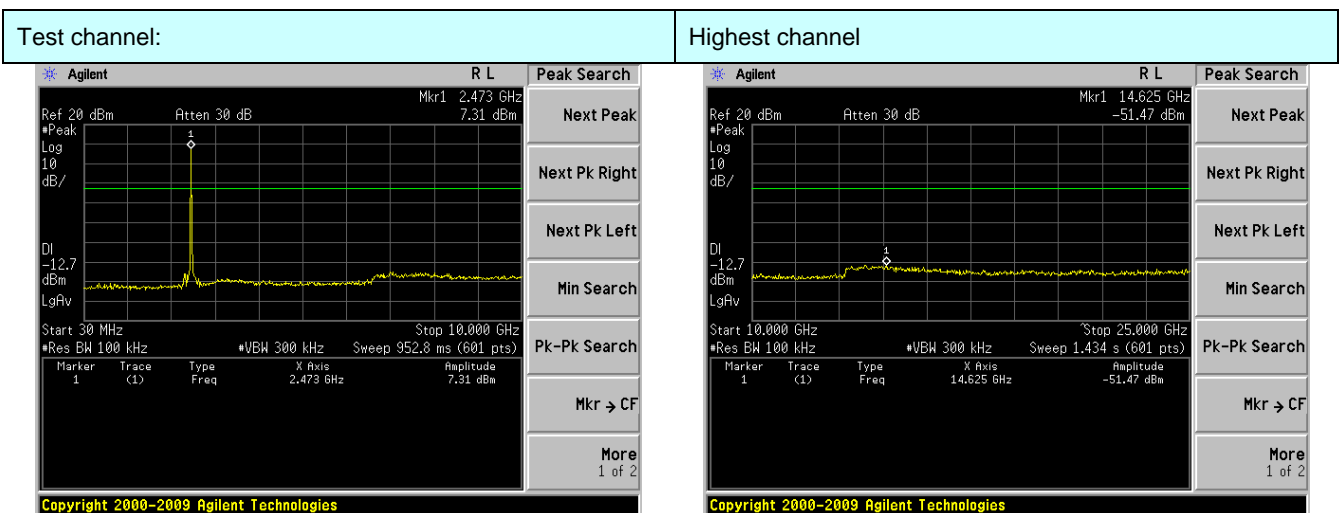 Test channel:
Highest channel
Agilent
R L
Peak Search
Mkr1 2.473 GHz
Ref 20 dBm Atten 30 dB 7.31 dBm
#Peak
Log
10
dB/
1
DI
-12.7
dBm
LgAv
Start 30 MHz Stop 10.000 GHz
#Res BW 100 kHz #VBW 300 kHz Sweep 952.8 ms (601 pts)
Marker Trace Type X Axis Amplitude
1 (1) Freq 2.473 GHz 7.31 dBm
Next Peak
Next Pk Right
Next Pk Left
Min Search
Pk-Pk Search
Mkr → CF
More
1 of 2
Copyright 2000-2009 Agilent Technologies
Agilent
R L
Peak Search
Mkr1 14.625 GHz
Ref 20 dBm Atten 30 dB -51.47 dBm
#Peak
Log
10
dB/
1
DI
-12.7
dBm
LgAv
Start 10.000 GHz Stop 25.000 GHz
#Res BW 100 kHz #VBW 300 kHz Sweep 1.434 s (601 pts)
Marker Trace Type X Axis Amplitude
1 (1) Freq 14.625 GHz -51.47 dBm
Next Peak
Next Pk Right
Next Pk Left
Min Search
Pk-Pk Search
Mkr → CF
More
1 of 2
Copyright 2000-2009 Agilent Technologies